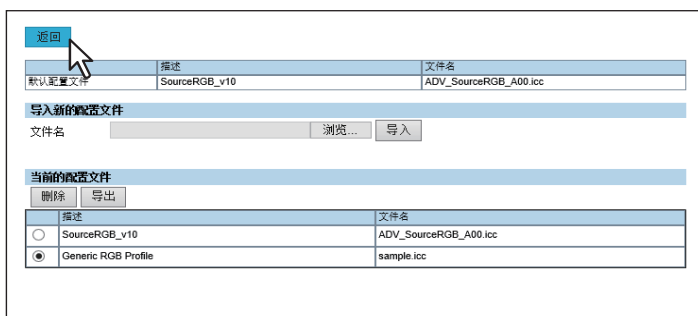 返回
描述 文件名
默认配置文件 SourceRGB_v10 ADV_SourceRGB_A00.icc
导入新的配置文件
文件名 浏览... 导入
当前的配置文件
删除 导出
描述 文件名
SourceRGB_v10 ADV_SourceRGB_A00.icc
Generic RGB Profile sample.icc